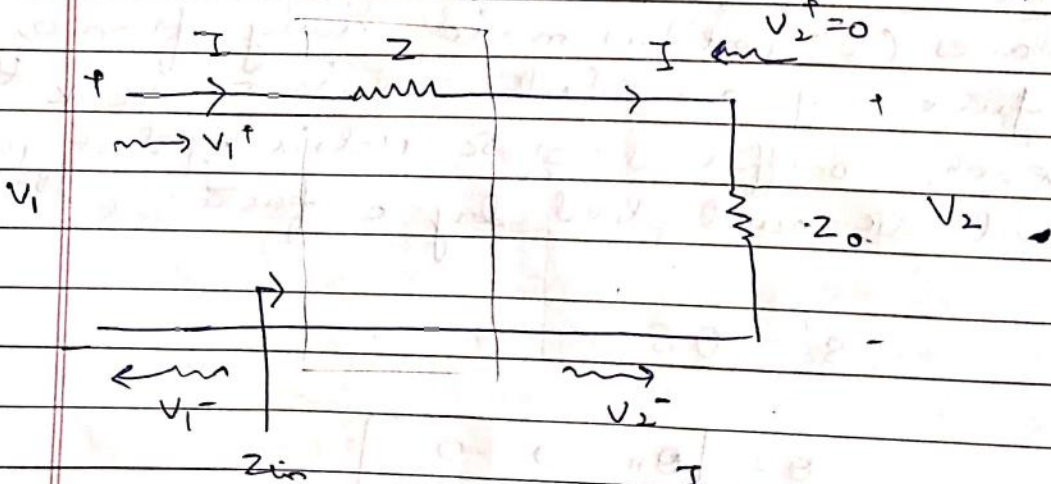 V₂⁺=0
I Z I
+ +
V₁⁺
V₁ Z₀ V₂
-
V₁⁻ V₂⁻
Zin